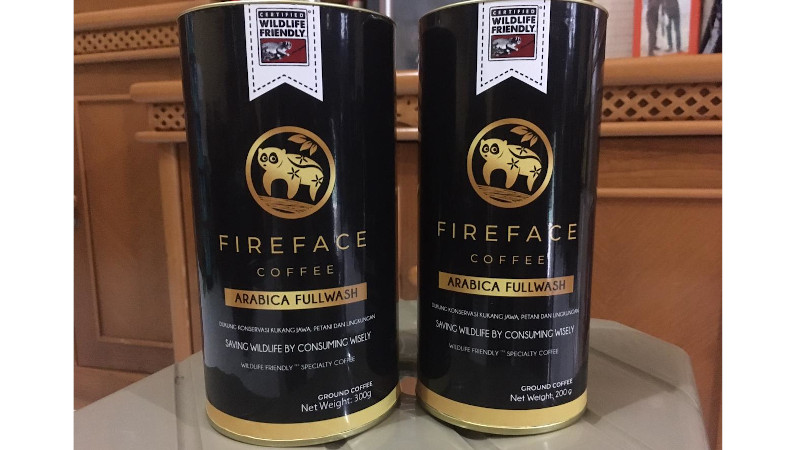 CERTIFIED
WILDLIFE
FRIENDLY
FIREFACE
COFFEE
ARABICA FULLWASH
DUKUNG KONSERVASI KUKANG JAWA, PETANI DAN LINGKUNGAN
SAVING WILDLIFE BY CONSUMING WISELY
WILDLIFE FRIENDLY™ SPECIALTY COFFEE
GROUND COFFEE
Net Weight: 300g
CERTIFIED
WILDLIFE
FRIENDLY
FIREFACE
COFFEE
ARABICA FULLWASH
DUKUNG KONSERVASI KUKANG JAWA, PETANI DAN LINGKUNGAN
SAVING WILDLIFE BY CONSUMING WISELY
WILDLIFE FRIENDLY™ SPECIALTY COFFEE
GROUND COFFEE
Net Weight: 200g